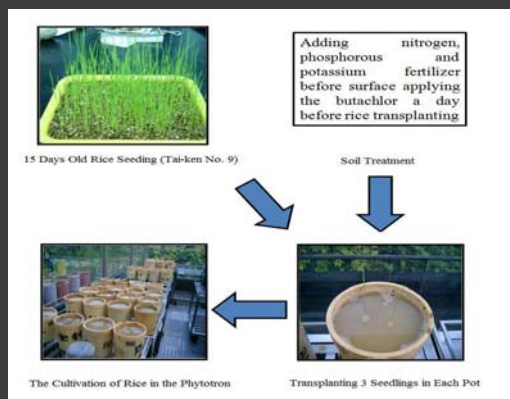 Adding nitrogen,
phosphorous and
potassium fertilizer
before surface applying
the butachlor a day
before rice transplanting
15 Days Old Rice Seeding (Tai-ken No. 9)
Soil Treatment
The Cultivation of Rice in the Phytotron
Transplanting 3 Seedlings in Each Pot